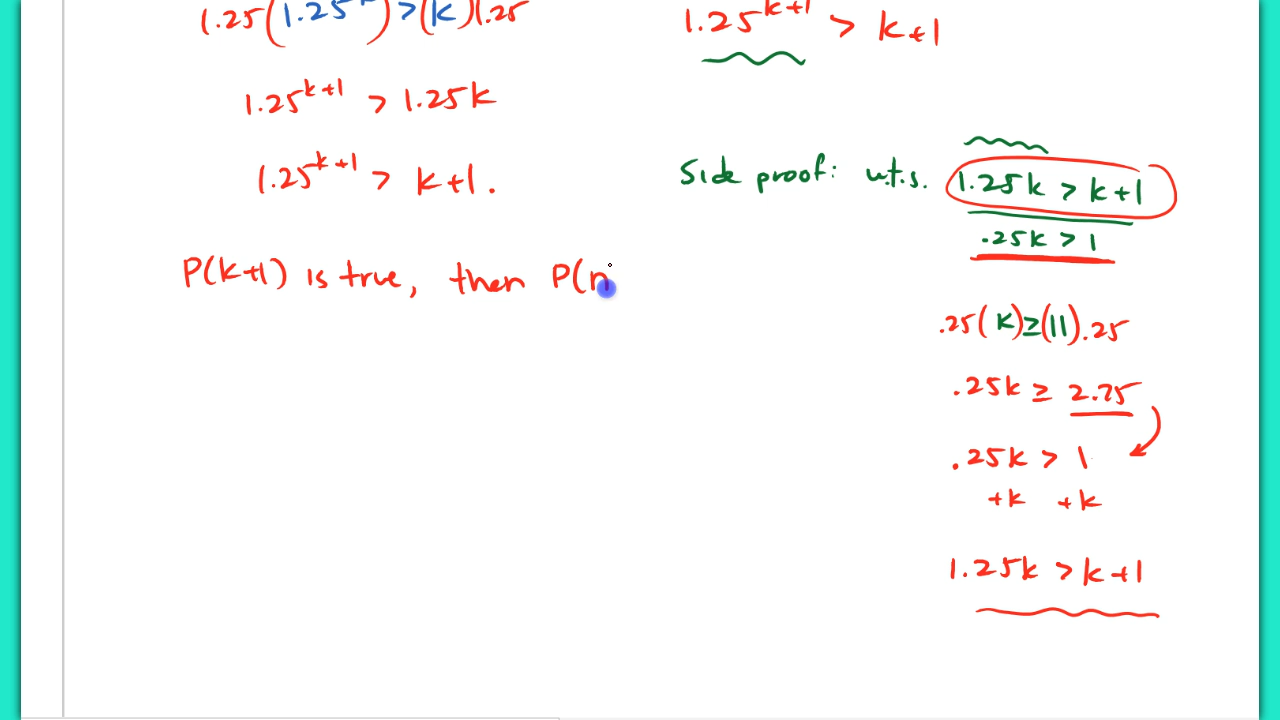 1.25(1.25^k) > (k)1.25
1.25^{k+1} > 1.25k
1.25^{k+1} > k+1.
P(k+1) is true, then P(n
1.25^{k+1} > k+1
Side proof: w.t.s. 1.25k > k+1
.25k > 1
.25(k) ≥ (11).25
.25k ≥ 2.75
.25k > 1
+k +k
1.25k > k+1